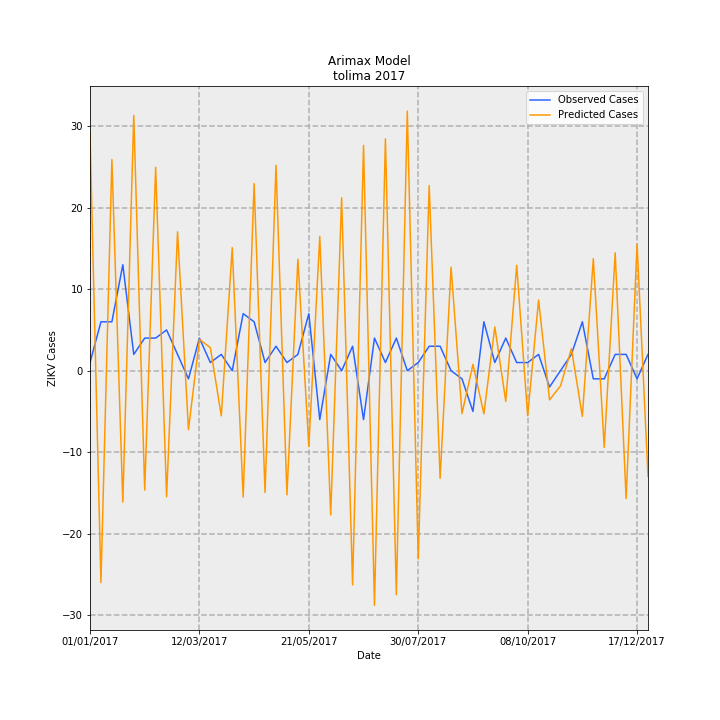 Arimax Model
tolima 2017
Observed Cases
Predicted Cases
ZIKV Cases
30
20
10
0
−10
−20
−30
01/01/2017 12/03/2017 21/05/2017 30/07/2017 08/10/2017 17/12/2017
Date